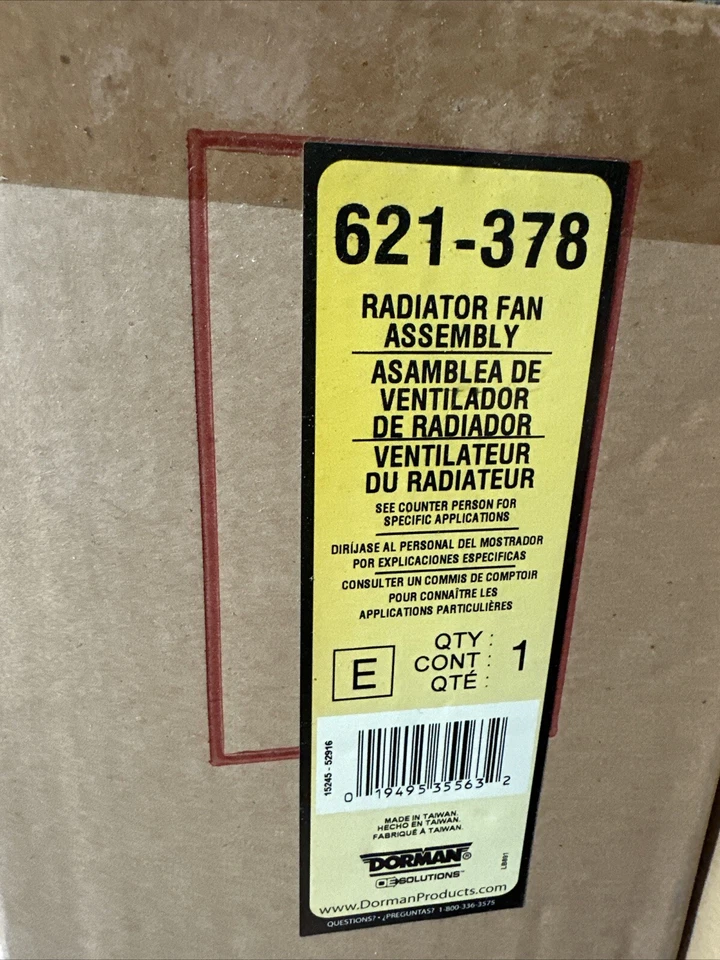 621-378
RADIATOR FAN
ASSEMBLY
ASAMBLEA DE
VENTILADOR
DE RADIADOR
VENTILATEUR
DU RADIATEUR
SEE COUNTER PERSON FOR
SPECIFIC APPLICATIONS
DIRÍJASE AL PERSONAL DEL MOSTRADOR
POR EXPLICACIONES ESPECIFICAS
CONSULTER UN COMMIS DE COMPTOIR
POUR CONNAÎTRE LES
APPLICATIONS PARTICULIÈRES
E
QTY :
CONT : 1
QTÉ :
15245 - 52916
0 19495 35563 2
MADE IN TAIWAN.
HECHO EN TAIWAN.
FABRIQUÉ À TAIWAN.
DORMAN®
OE SOLUTIONS™
LB801
www.DormanProducts.com
QUESTIONS? • ¿PREGUNTAS? 1-800-336-3575